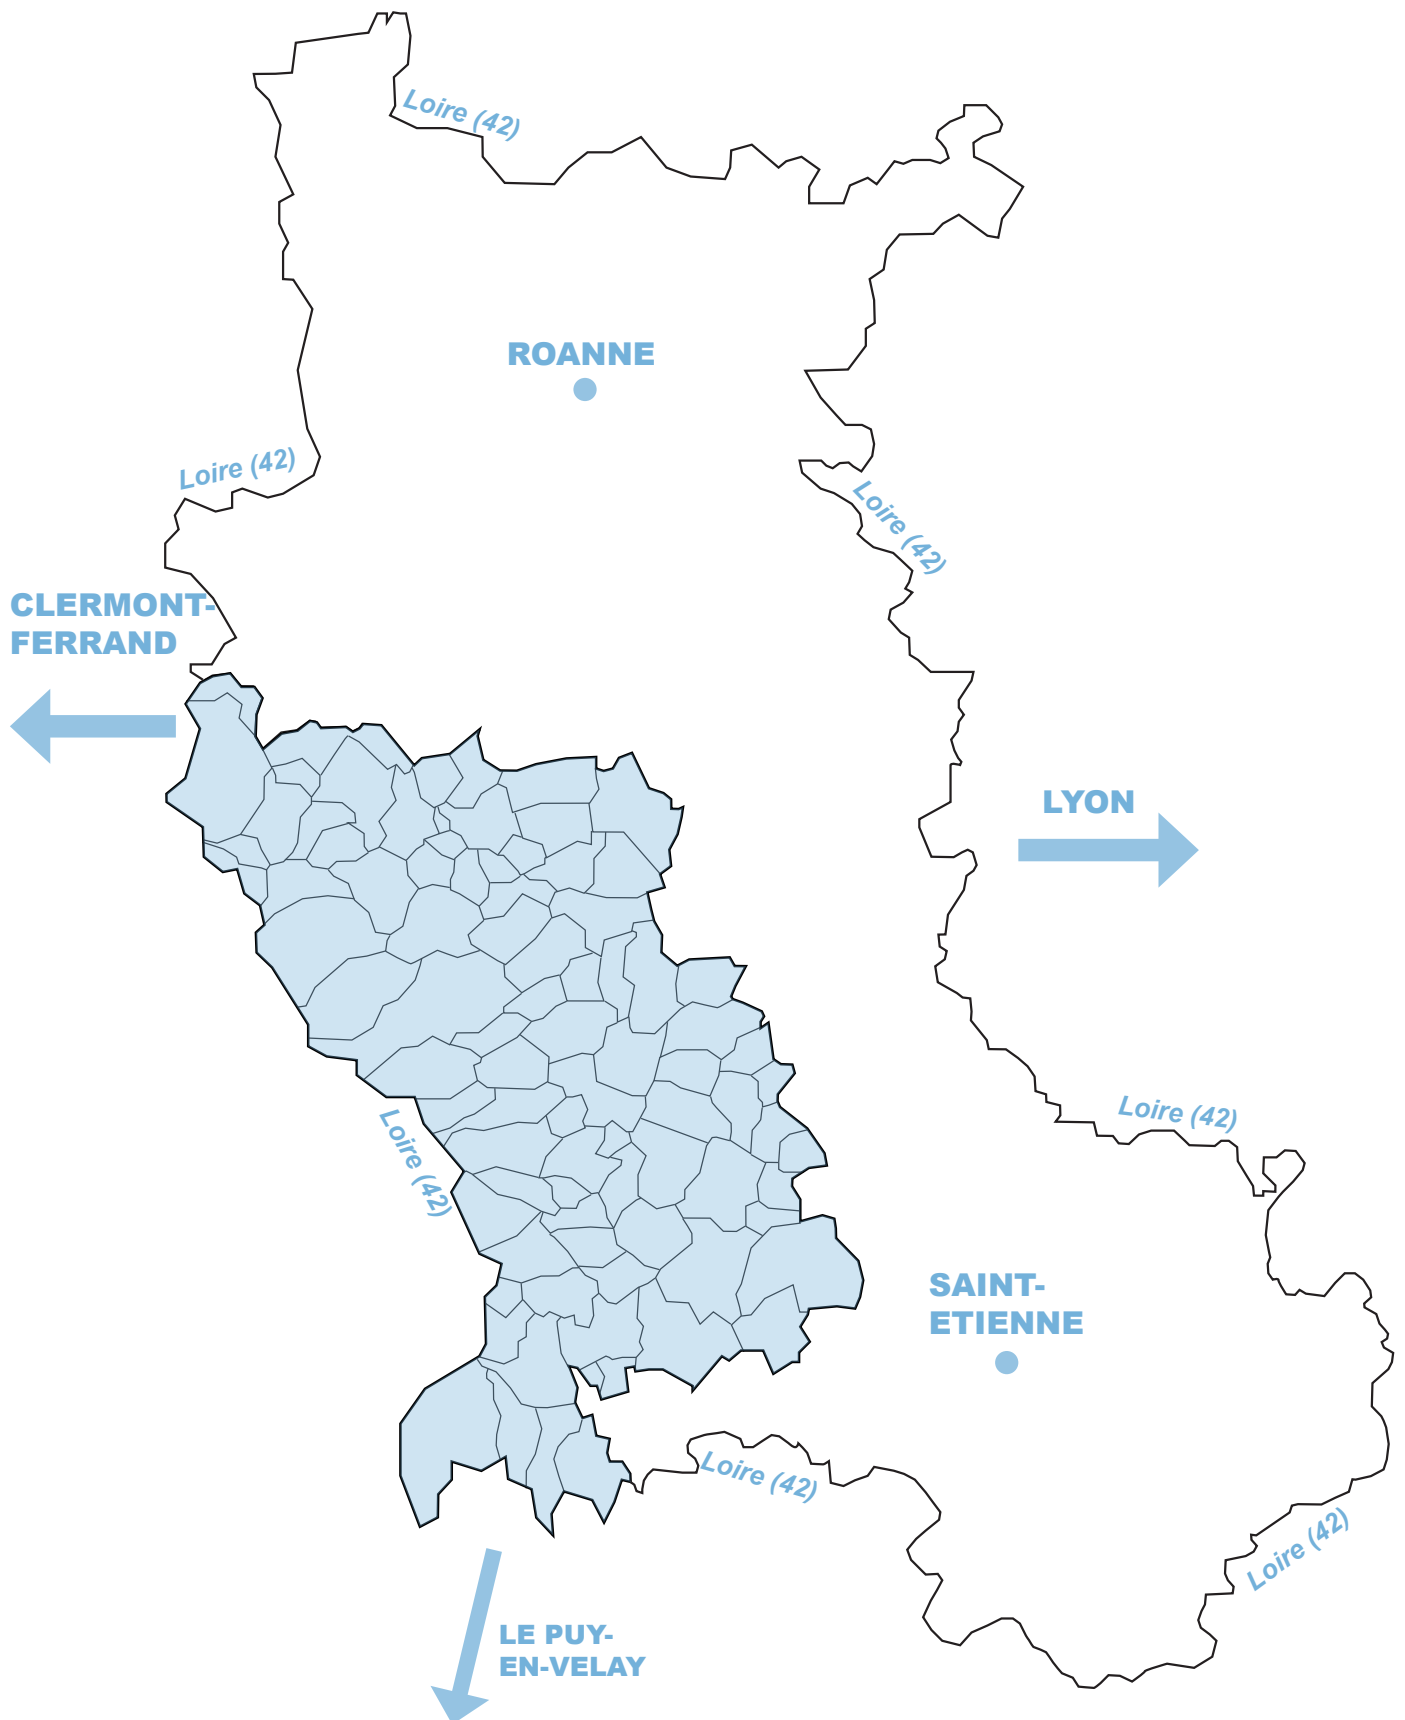 Loire (42)
ROANNE
Loire (42)
Loire (42)
CLERMONT-
FERRAND
LYON
Loire (42)
Loire (42)
SAINT-
ETIENNE
Loire (42)
Loire (42)
LE PUY-
EN-VELAY